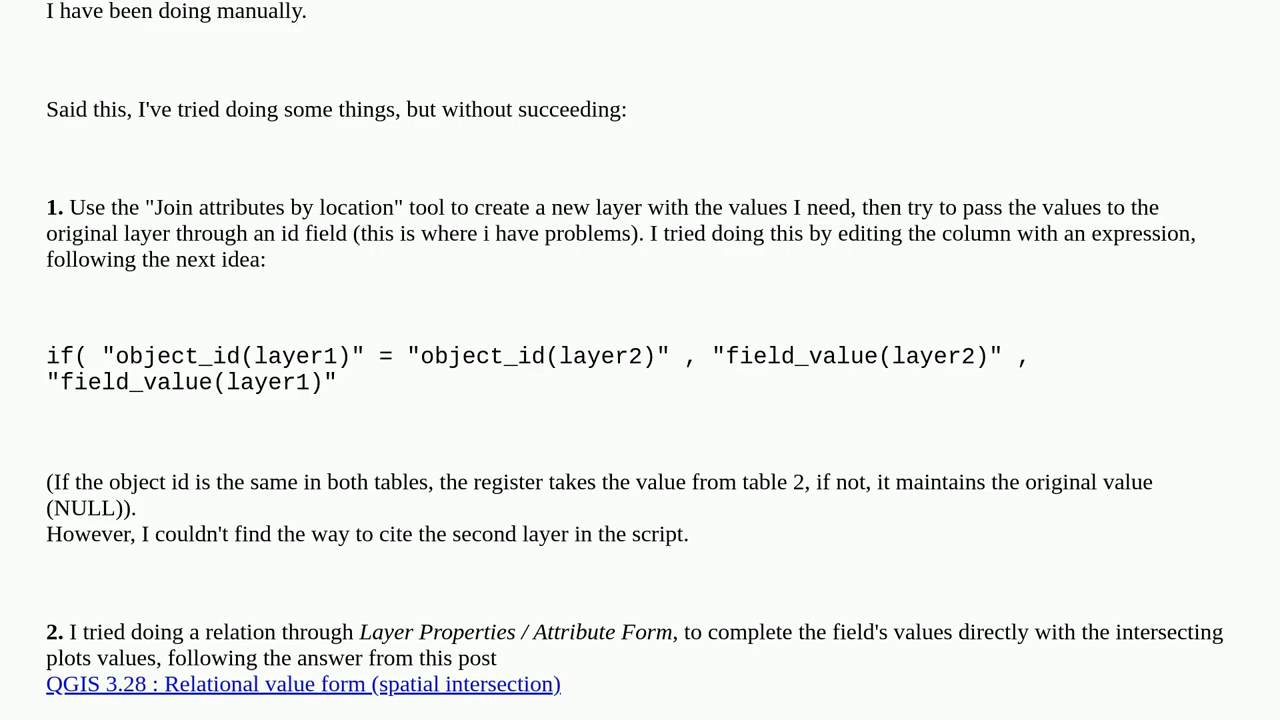 I have been doing manually.
Said this, I've tried doing some things, but without succeeding:
1. Use the "Join attributes by location" tool to create a new layer with the values I need, then try to pass the values to the
original layer through an id field (this is where i have problems). I tried doing this by editing the column with an expression,
following the next idea:
if( "object_id(layer1)" = "object_id(layer2)" , "field_value(layer2)" ,
"field_value(layer1)"
(If the object id is the same in both tables, the register takes the value from table 2, if not, it maintains the original value
(NULL)).
However, I couldn't find the way to cite the second layer in the script.
2. I tried doing a relation through Layer Properties / Attribute Form, to complete the field's values directly with the intersecting
plots values, following the answer from this post
QGIS 3.28 : Relational value form (spatial intersection)